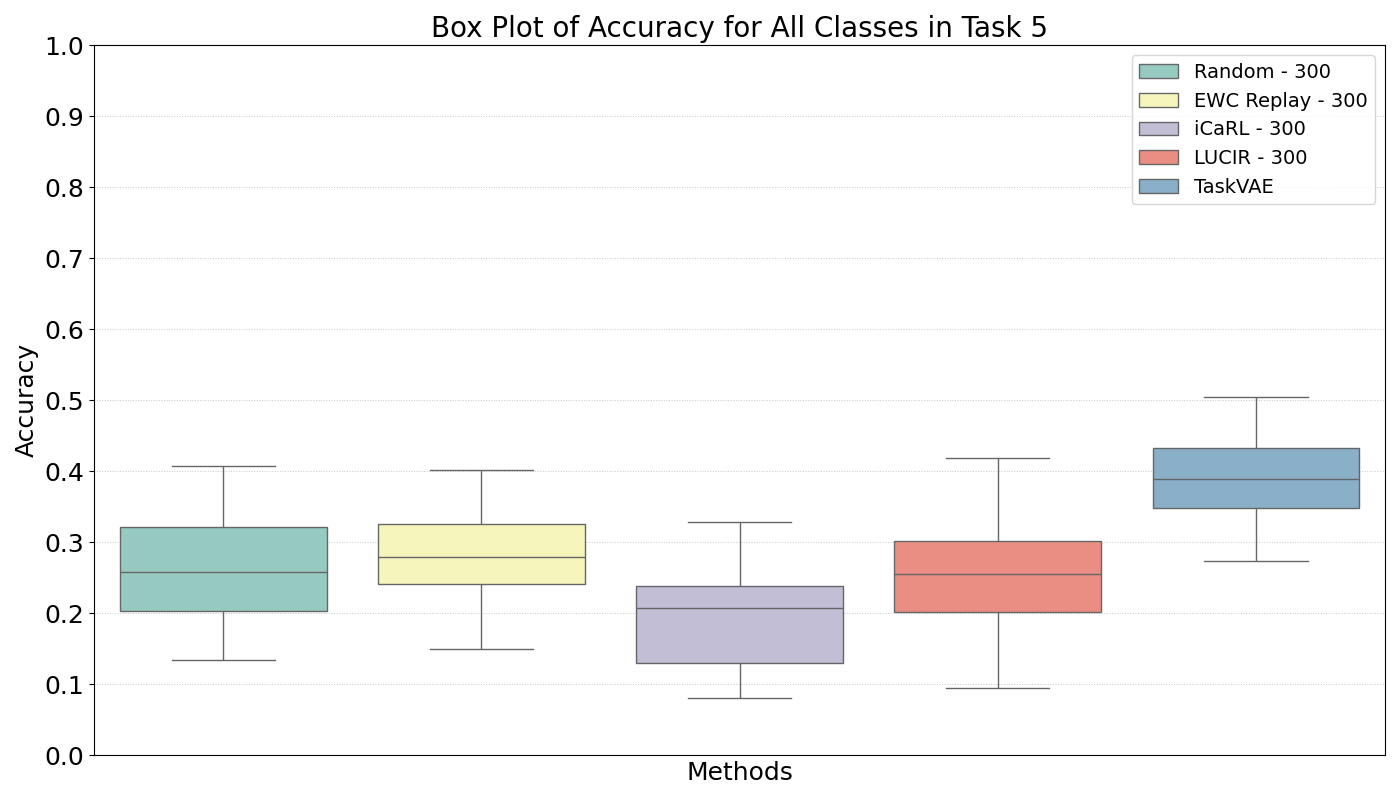 Box Plot of Accuracy for All Classes in Task 5
1.0
0.9
0.8
0.7
0.6
0.5
0.4
0.3
0.2
0.1
0.0
Accuracy
Methods
Random - 300
EWC Replay - 300
iCaRL - 300
LUCIR - 300
TaskVAE